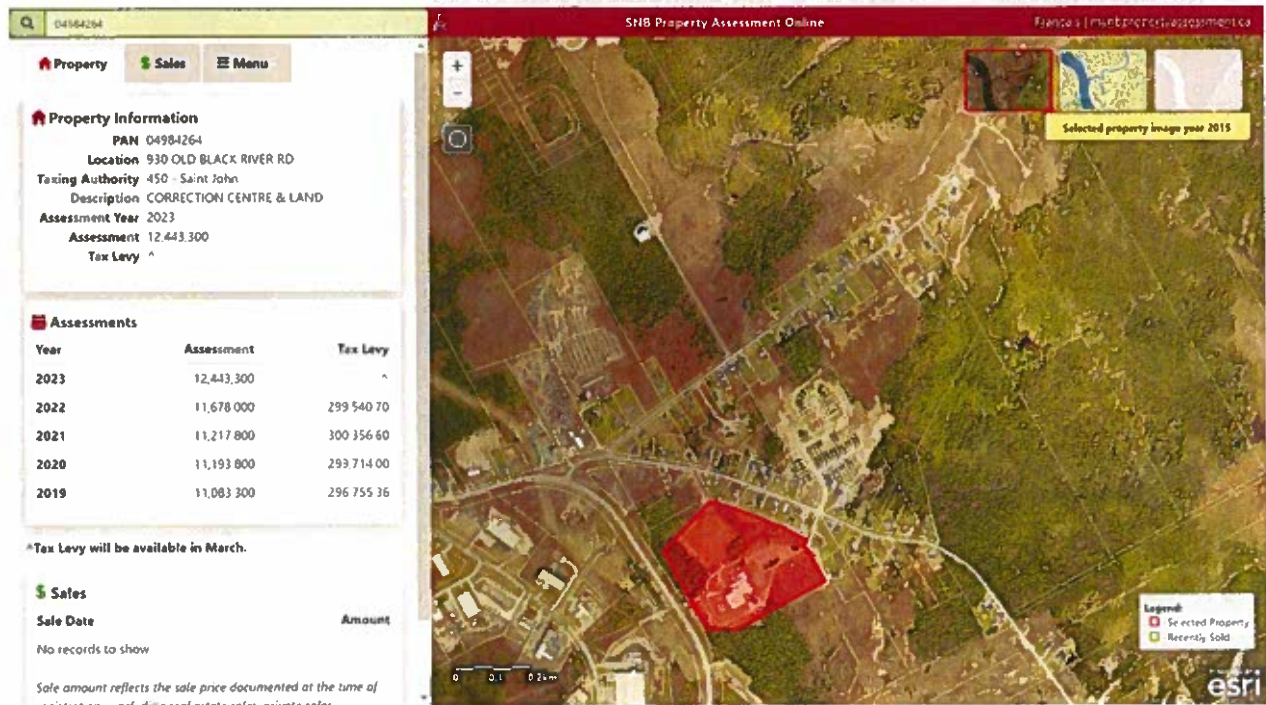 04984264
SNB Property Assessment Online
Property
Sales
Menu
Selected property image year 2015
Property Information
PAN 04984264
Location 930 OLD BLACK RIVER RD
Taxing Authority 450 - Saint John
Description CORRECTION CENTRE & LAND
Assessment Year 2023
Assessment 12,443,300
Tax Levy ^
Assessments
Year Assessment Tax Levy
2023 12,443,300 ^
2022 11,678,000 299 540 70
2021 11,217 800 300 356 60
2020 11,193 800 293,714 00
2019 11,083 300 296 755 36
^Tax Levy will be available in March.
$ Sales
Sale Date Amount
No records to show
Sale amount reflects the sale price documented at the time of
Legend:
Selected Property
Recently Sold
0 0.1 0.2km
esri